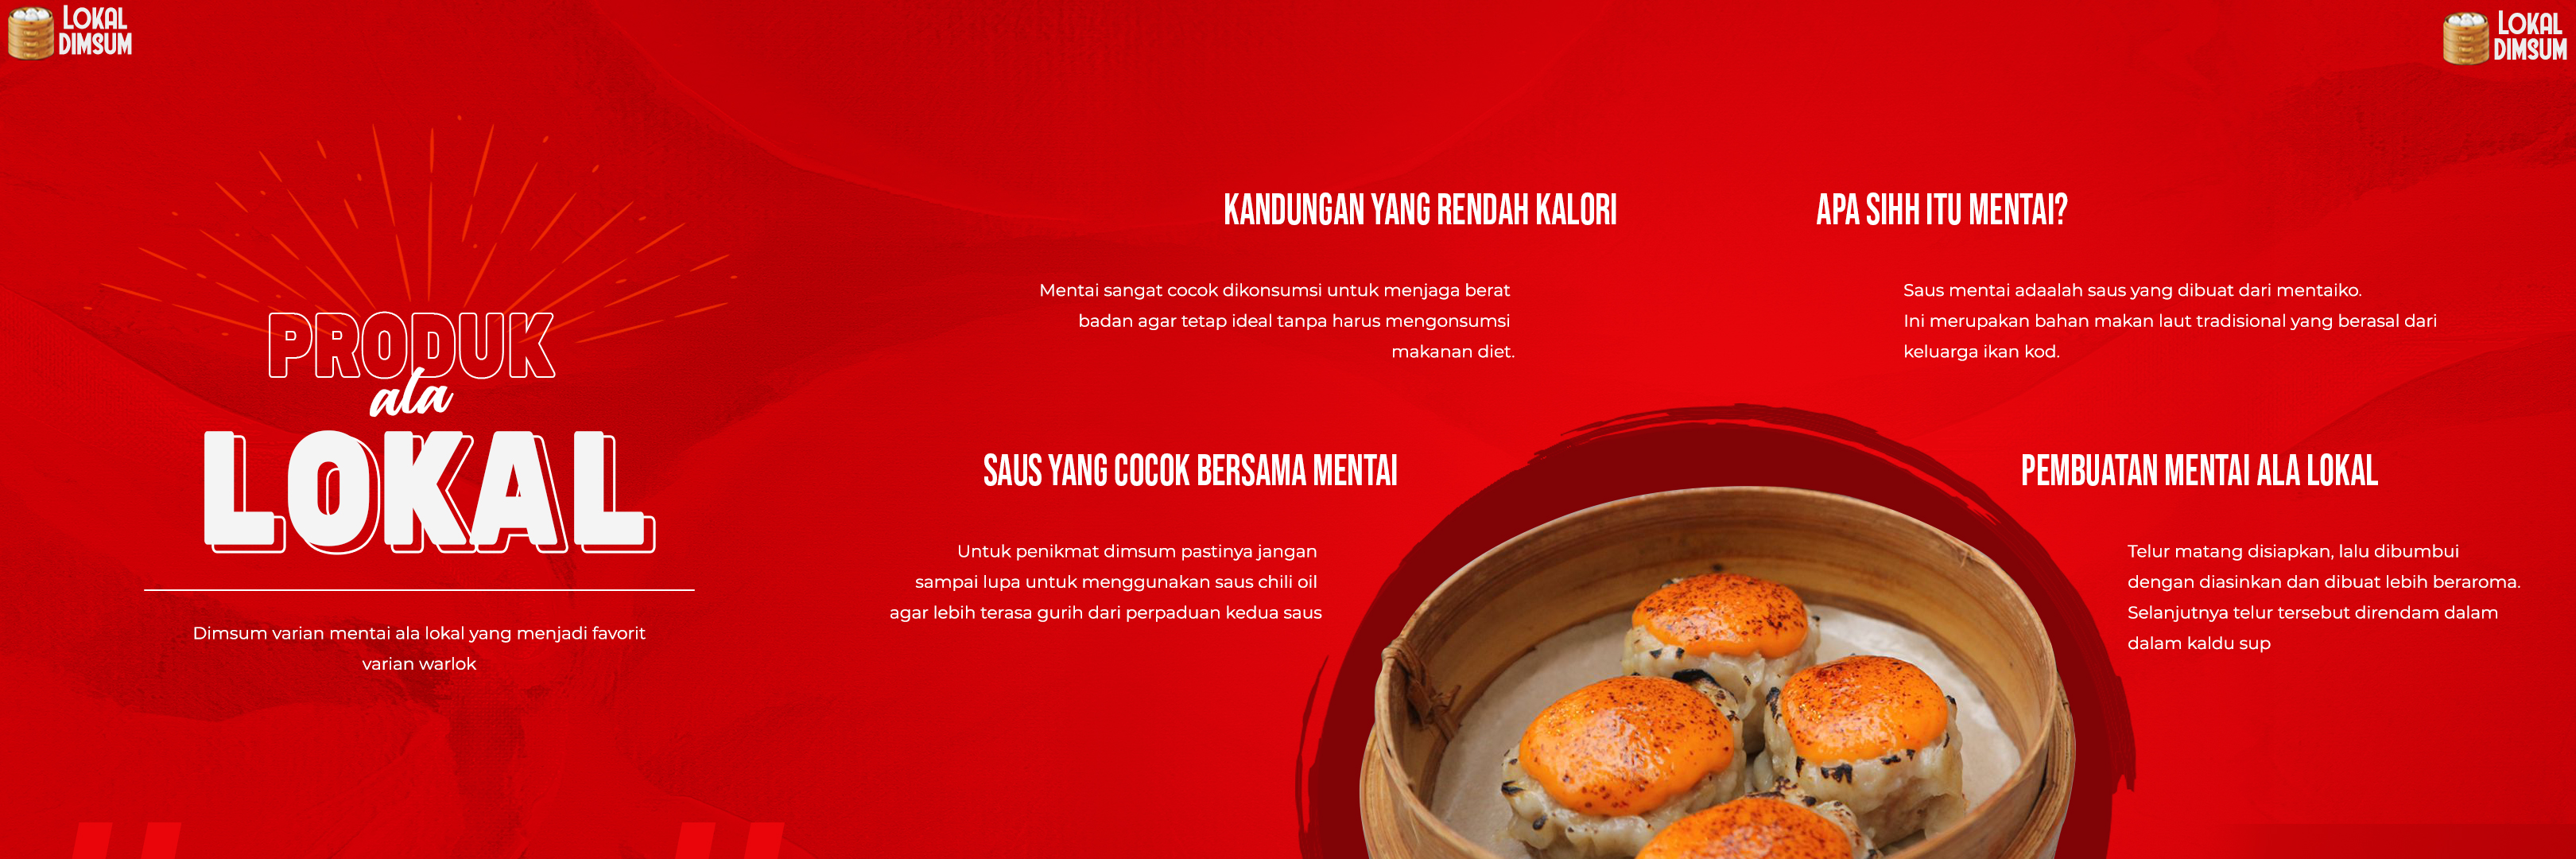 LOKAL
DIMSUM
LOKAL
DIMSUM
PRODUK
ala
LOKAL
Dimsum varian mentai ala lokal yang menjadi favorit
varian warlok
KANDUNGAN YANG RENDAH KALORI
Mentai sangat cocok dikonsumsi untuk menjaga berat
badan agar tetap ideal tanpa harus mengonsumsi
makanan diet.
APA SIHH ITU MENTAI?
Saus mentai adaalah saus yang dibuat dari mentaiko.
Ini merupakan bahan makan laut tradisional yang berasal dari
keluarga ikan kod.
SAUS YANG COCOK BERSAMA MENTAI
Untuk penikmat dimsum pastinya jangan
sampai lupa untuk menggunakan saus chili oil
agar lebih terasa gurih dari perpaduan kedua saus
PEMBUATAN MENTAI ALA LOKAL
Telur matang disiapkan, lalu dibumbui
dengan diasinkan dan dibuat lebih beraroma.
Selanjutnya telur tersebut direndam dalam
dalam kaldu sup